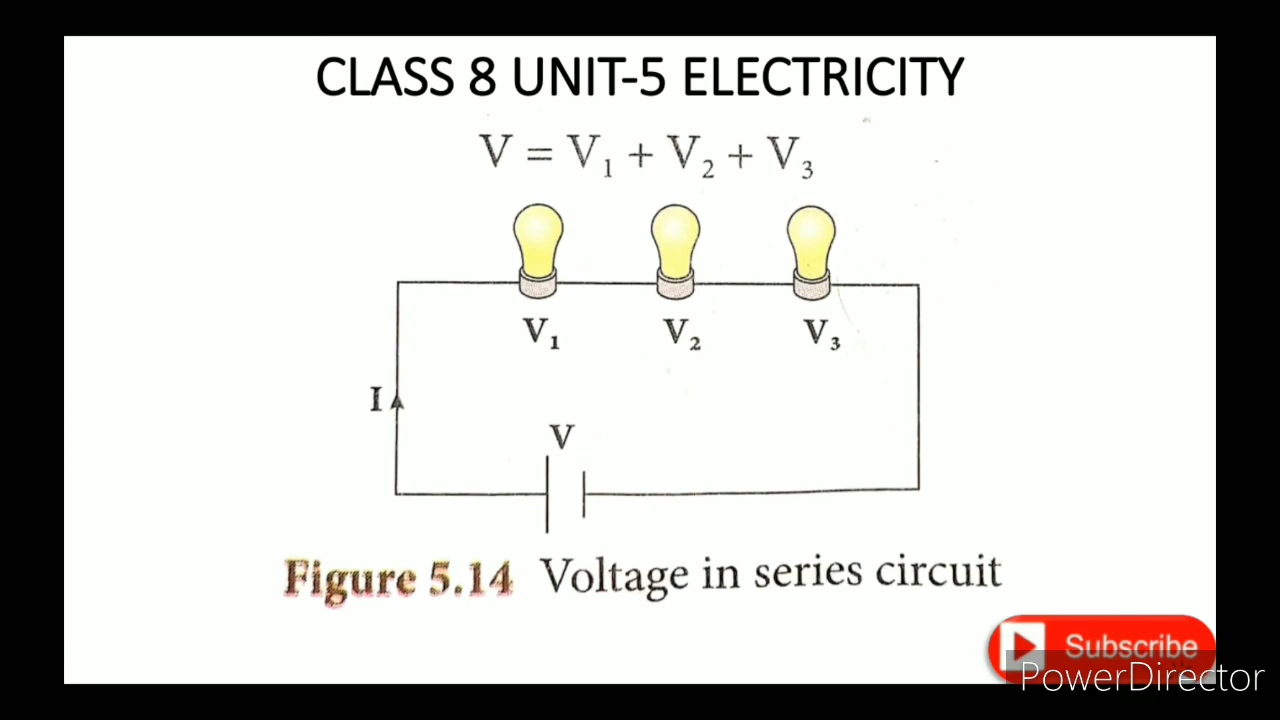 CLASS 8 UNIT-5 ELECTRICITY
V = V₁ + V₂ + V₃
V₁ V₂ V₃
I
V
Figure 5.14 Voltage in series circuit
Subscribe
PowerDirector